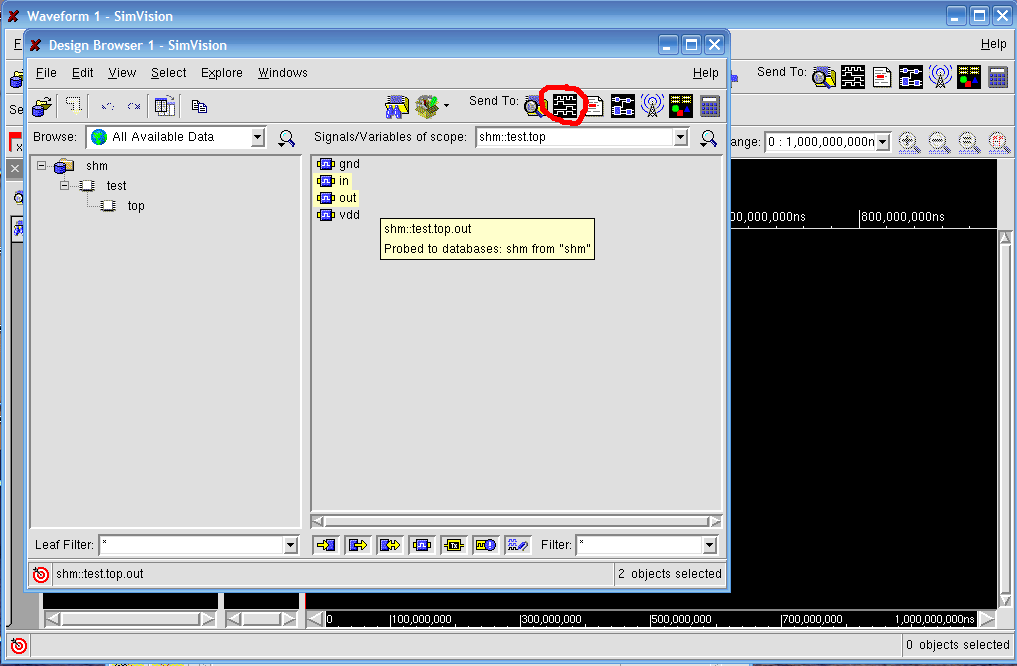 Waveform 1 - SimVision
Help
Send To:
Design Browser 1 - SimVision
File Edit View Select Explore Windows Help
Send To:
Browse: All Available Data
Signals/Variables of scope: shm::test.top
ange: 0 : 1,000,000,000n
shm
test
top
gnd
in
out
vdd
shm::test.top.out
Probed to databases: shm from "shm"
00,000,000ns 800,000,000ns
Leaf Filter: *
Filter: *
shm::test.top.out
2 objects selected
0 100,000,000 300,000,000 500,000,000 700,000,000 1,000,000,000ns
0 objects selected